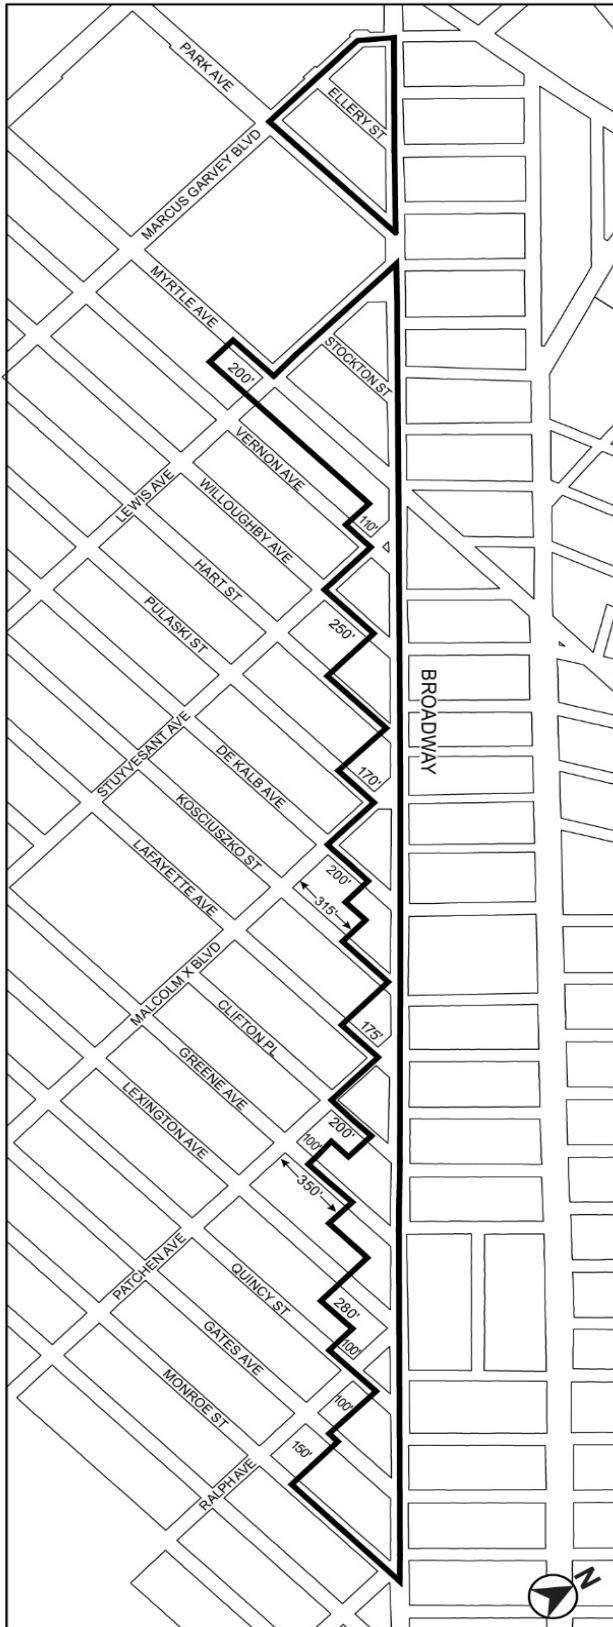 PARK AVE
ELLERY ST
MARCUS GARVEY BLVD
MYRTLE AVE
STOCKTON ST
200'
VERNON AVE
LEWIS AVE
WILLOUGHBY AVE
110'
HART ST
PULASKI ST
250'
BROADWAY
STUYVESANT AVE
DE KALB AVE
170'
KOSCIUSZKO ST
LAFAYETTE AVE
200'
315'
MALCOLM X BLVD
CLIFTON PL
175'
GREENE AVE
LEXINGTON AVE
200'
100'
350'
PATCHEN AVE
QUINCY ST
280'
GATES AVE
100'
MONROE ST
100'
150'
RALPH AVE
N